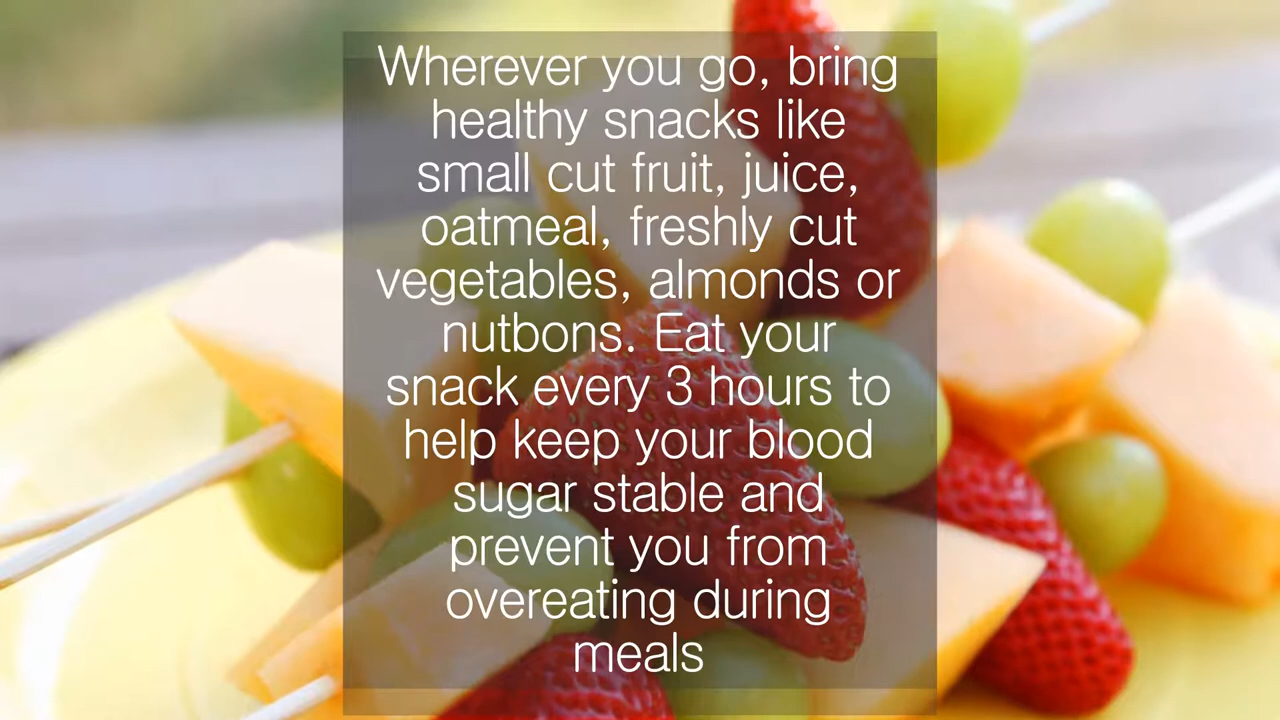 Wherever you go, bring
healthy snacks like
small cut fruit, juice,
oatmeal, freshly cut
vegetables, almonds or
nutbons. Eat your
snack every 3 hours to
help keep your blood
sugar stable and
prevent you from
overeating during
meals